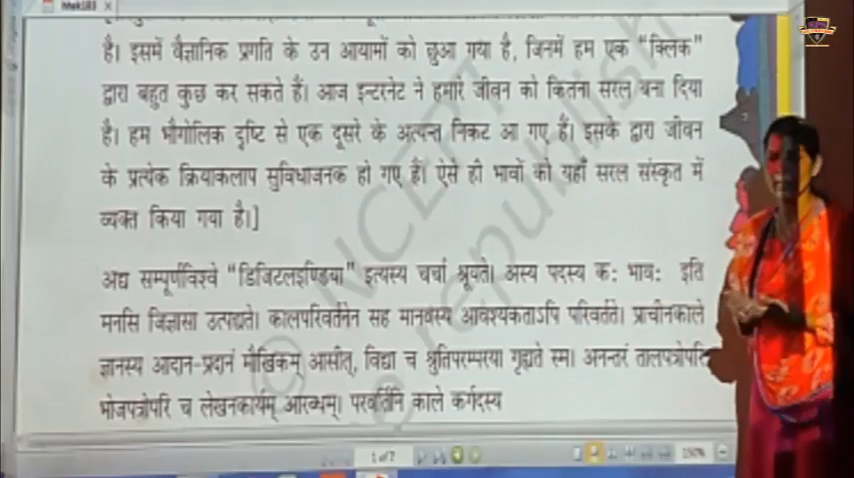 है। इसमें वैज्ञानिक प्रगति के उन आयामों को छुआ गया है, जिनमें हम एक “क्लिक”
द्वारा बहुत कुछ कर सकते हैं। आज इन्टरनेट ने हमारे जीवन को कितना सरल बना दिया
है। हम भौगोलिक दृष्टि से एक दूसरे के अत्यन्त निकट आ गए हैं। इसके द्वारा जीवन
के प्रत्येक क्रियाकलाप सुविधाजनक हो गए हैं। ऐसे ही भावों को यहाँ सरल संस्कृत में
व्यक्त किया गया है।]
अद्य सम्पूर्णविश्वे “डिजिटलइण्डिया” इत्यस्य चर्चा श्रूयते। अस्य पदस्य कः भावः इति
मनसि जिज्ञासा उत्पद्यते। कालपरिवर्तनेन सह मानवस्य आवश्यकताऽपि परिवर्तते। प्राचीनकाले
ज्ञानस्य आदान-प्रदानं मौखिकम् आसीत्, विद्या च श्रुतिपरम्परया गृह्यते स्म। अनन्तरं तालपत्रोपरि
भोजपत्रोपरि च लेखनकार्यम् आरब्धम्। परवर्तिनि काले कर्गदस्य
1 of 7
150%
© NCERT
republish